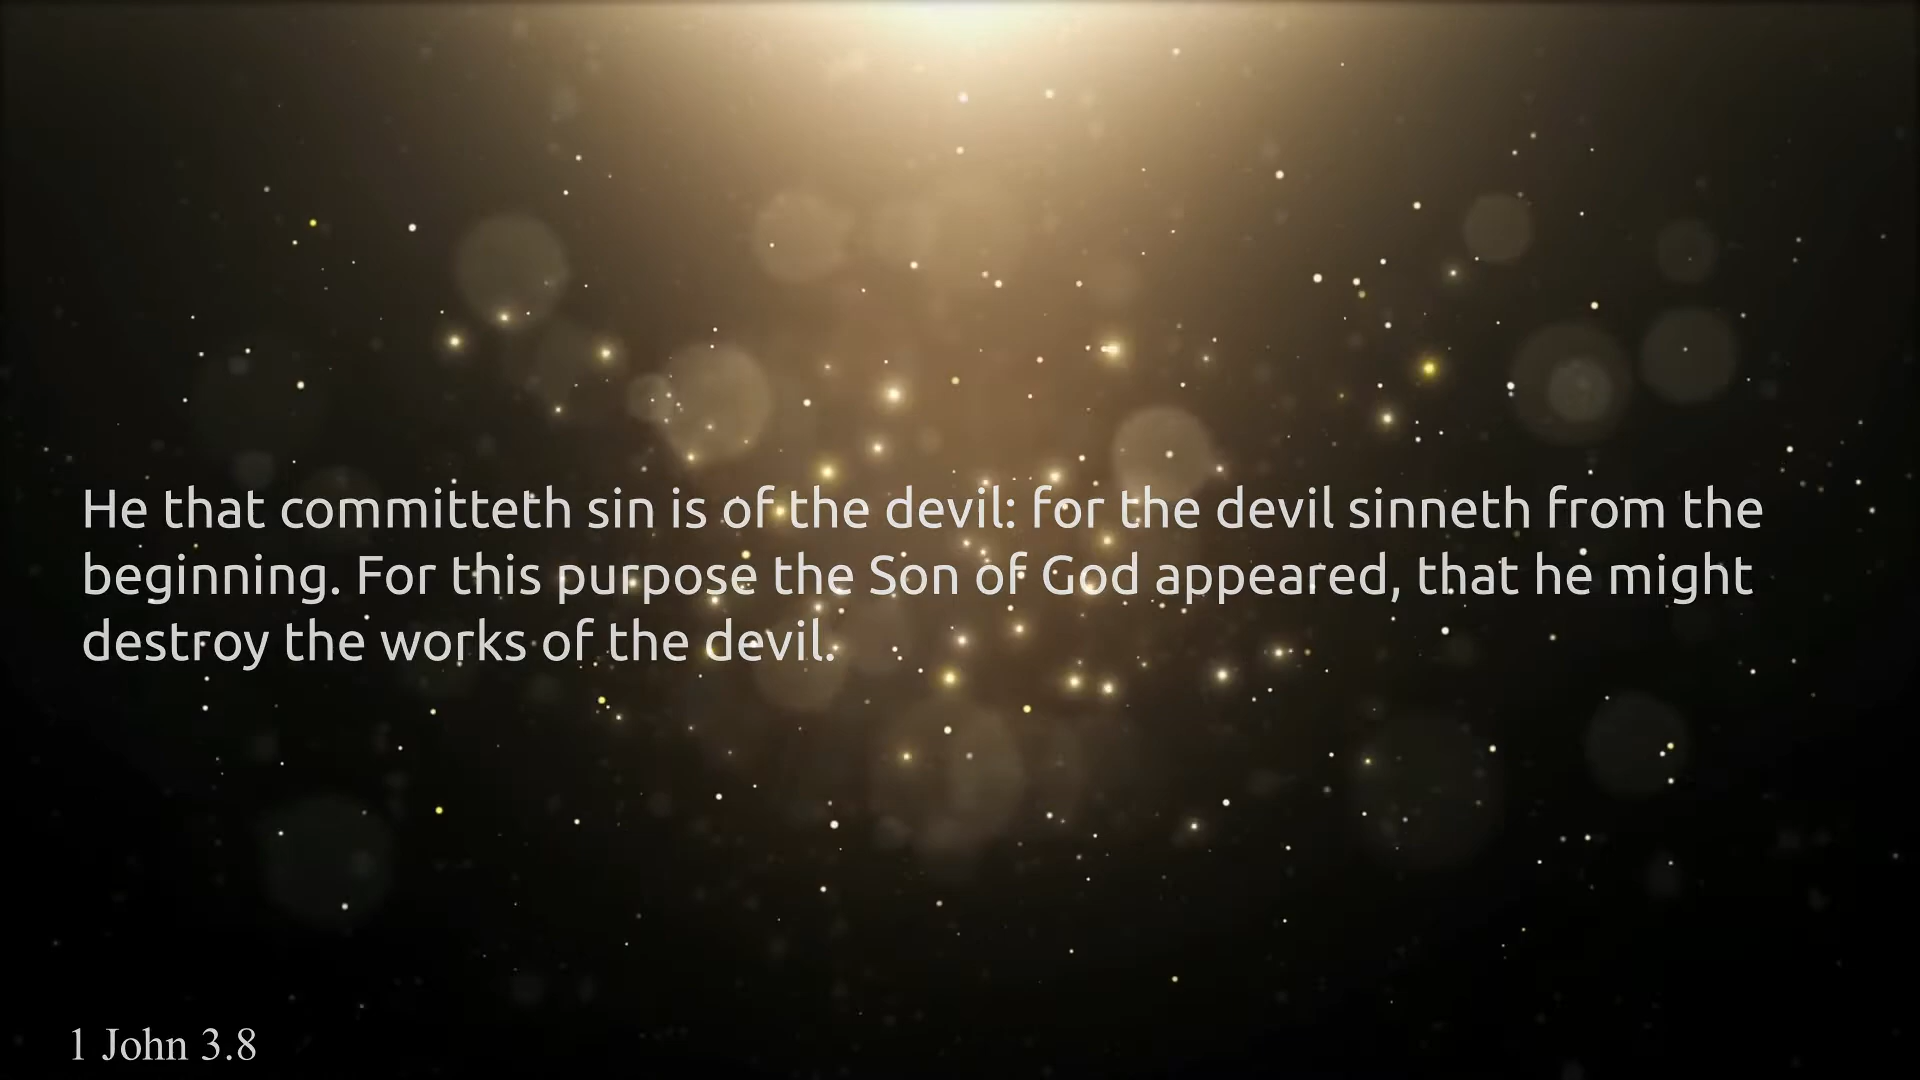 He that committeth sin is of the devil: for the devil sinneth from the
beginning. For this purpose the Son of God appeared, that he might
destroy the works of the devil.
1 John 3.8